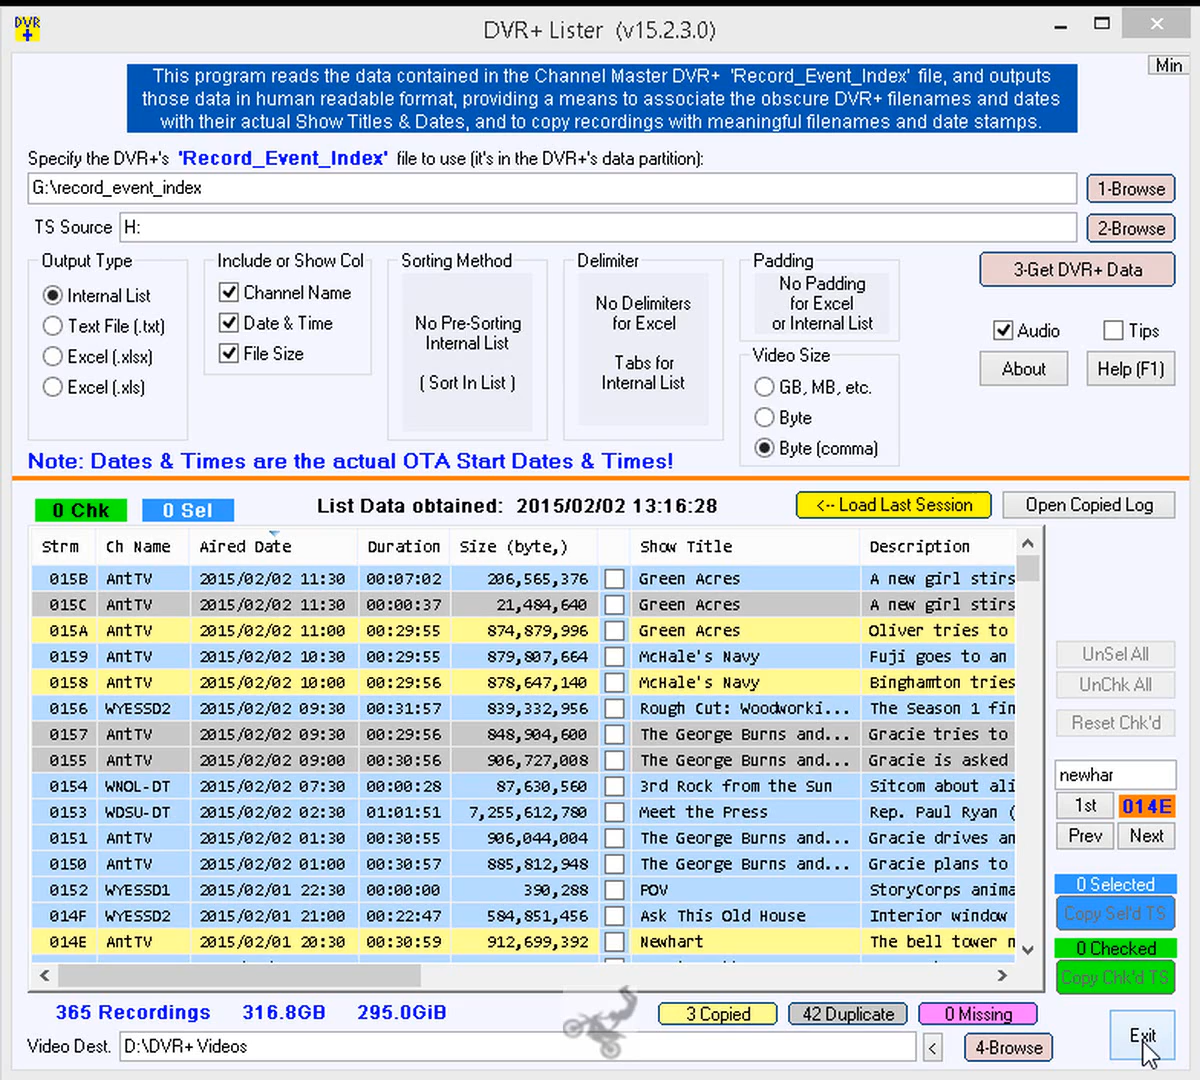 DVR
+
DVR+ Lister (v15.2.3.0)
Min
This program reads the data contained in the Channel Master DVR+ 'Record_Event_Index' file, and outputs
those data in human readable format, providing a means to associate the obscure DVR+ filenames and dates
with their actual Show Titles & Dates, and to copy recordings with meaningful filenames and date stamps.
Specify the DVR+'s 'Record_Event_Index' file to use (it's in the DVR+'s data partition):
G:\record_event_index
1-Browse
TS Source H:
2-Browse
Output Type
Internal List
Text File (.txt)
Excel (.xlsx)
Excel (.xls)
Include or Show Col
Channel Name
Date & Time
File Size
Sorting Method
No Pre-Sorting
Internal List
( Sort In List )
Delimiter
No Delimiters
for Excel
Tabs for
Internal List
Padding
No Padding
for Excel
or Internal List
Video Size
GB, MB, etc.
Byte
Byte (comma)
3-Get DVR+ Data
Audio Tips
About Help (F1)
Note: Dates & Times are the actual OTA Start Dates & Times!
0 Chk 0 Sel List Data obtained: 2015/02/02 13:16:28 <-- Load Last Session Open Copied Log
Strm Ch Name Aired Date Duration Size (byte,) Show Title Description
015B AntTV 2015/02/02 11:30 00:07:02 206,565,376 Green Acres A new girl stirs
015C AntTV 2015/02/02 11:30 00:00:37 21,484,640 Green Acres A new girl stirs
015A AntTV 2015/02/02 11:00 00:29:55 874,879,996 Green Acres Oliver tries to
0159 AntTV 2015/02/02 10:30 00:29:55 879,807,664 McHale's Navy Fuji goes to an
0158 AntTV 2015/02/02 10:00 00:29:56 878,647,140 McHale's Navy Binghamton tries
0156 WYESSD2 2015/02/02 09:30 00:31:57 839,332,956 Rough Cut: Woodworki... The Season 1 fin
0157 AntTV 2015/02/02 09:30 00:29:56 848,904,600 The George Burns and... Gracie tries to
0155 AntTV 2015/02/02 09:00 00:30:56 906,727,008 The George Burns and... Gracie is asked
0154 WNOL-DT 2015/02/02 07:30 00:00:28 87,630,560 3rd Rock from the Sun Sitcom about ali
0153 WDSU-DT 2015/02/02 02:30 01:01:51 7,255,612,780 Meet the Press Rep. Paul Ryan (
0151 AntTV 2015/02/02 01:30 00:30:55 906,044,004 The George Burns and... Gracie drives an
0150 AntTV 2015/02/02 01:00 00:30:57 885,812,948 The George Burns and... Gracie plans to
0152 WYESSD1 2015/02/01 22:30 00:00:00 390,288 POV StoryCorps anima
014F WYESSD2 2015/02/01 21:00 00:22:47 584,851,456 Ask This Old House Interior window
014E AntTV 2015/02/01 20:30 00:30:59 912,699,392 Newhart The bell tower n
UnSel All
UnChk All
Reset Chk'd
newhar
1st 014E
Prev Next
0 Selected
Copy Sel'd TS
0 Checked
Copy Chk'd TS
365 Recordings 316.8GB 295.0GiB 3 Copied 42 Duplicate 0 Missing
Video Dest. D:\DVR+ Videos < 4-Browse
Exit